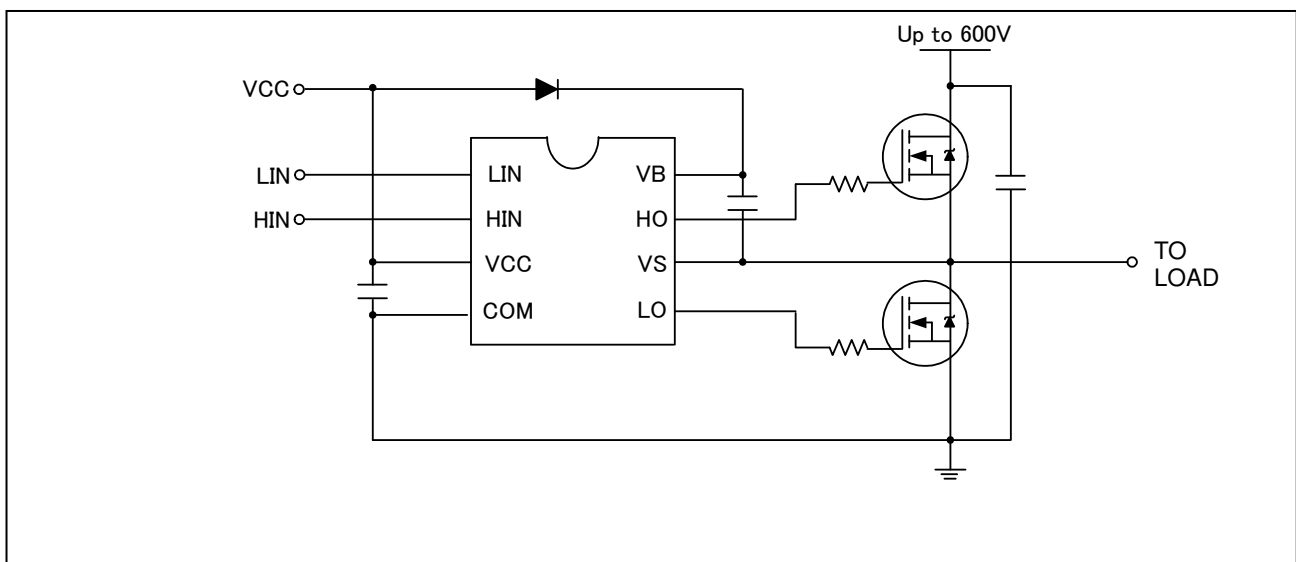 Up to 600V
VCC
LIN
HIN
LIN
HIN
VCC
COM
VB
HO
VS
LO
TO
LOAD